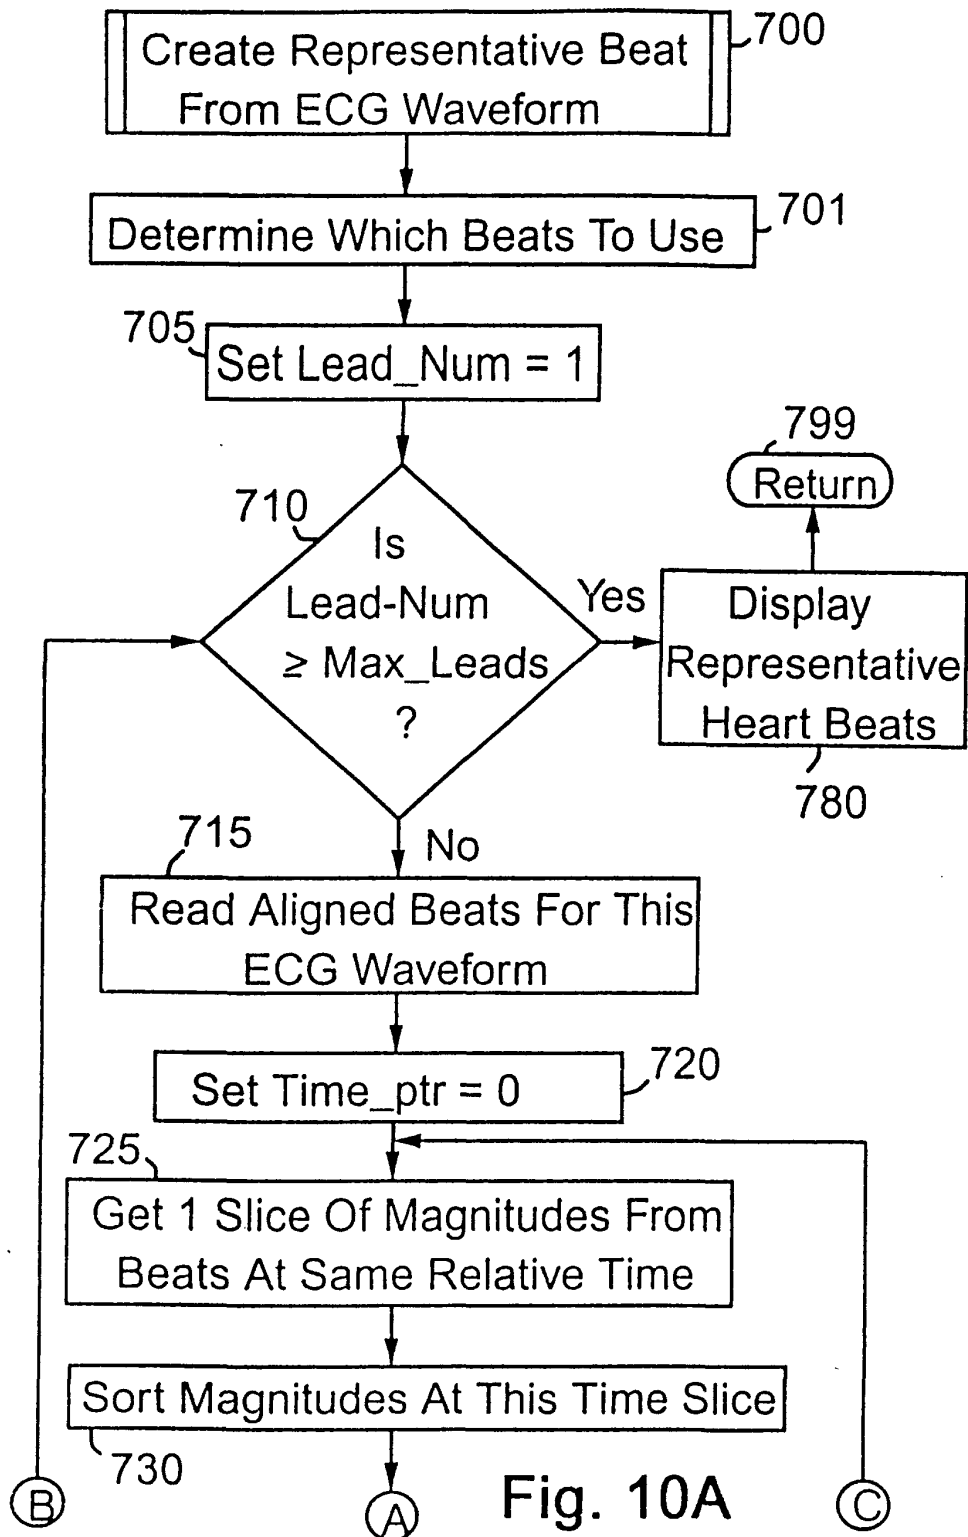 Create Representative Beat
From ECG Waveform
700
Determine Which Beats To Use
701
705
Set Lead_Num = 1
799
Return
710
Is
Lead-Num
≥ Max_Leads
?
Yes
Display
Representative
Heart Beats
780
No
715
Read Aligned Beats For This
ECG Waveform
Set Time_ptr = 0
720
725
Get 1 Slice Of Magnitudes From
Beats At Same Relative Time
Sort Magnitudes At This Time Slice
730
B
A
Fig. 10A
C